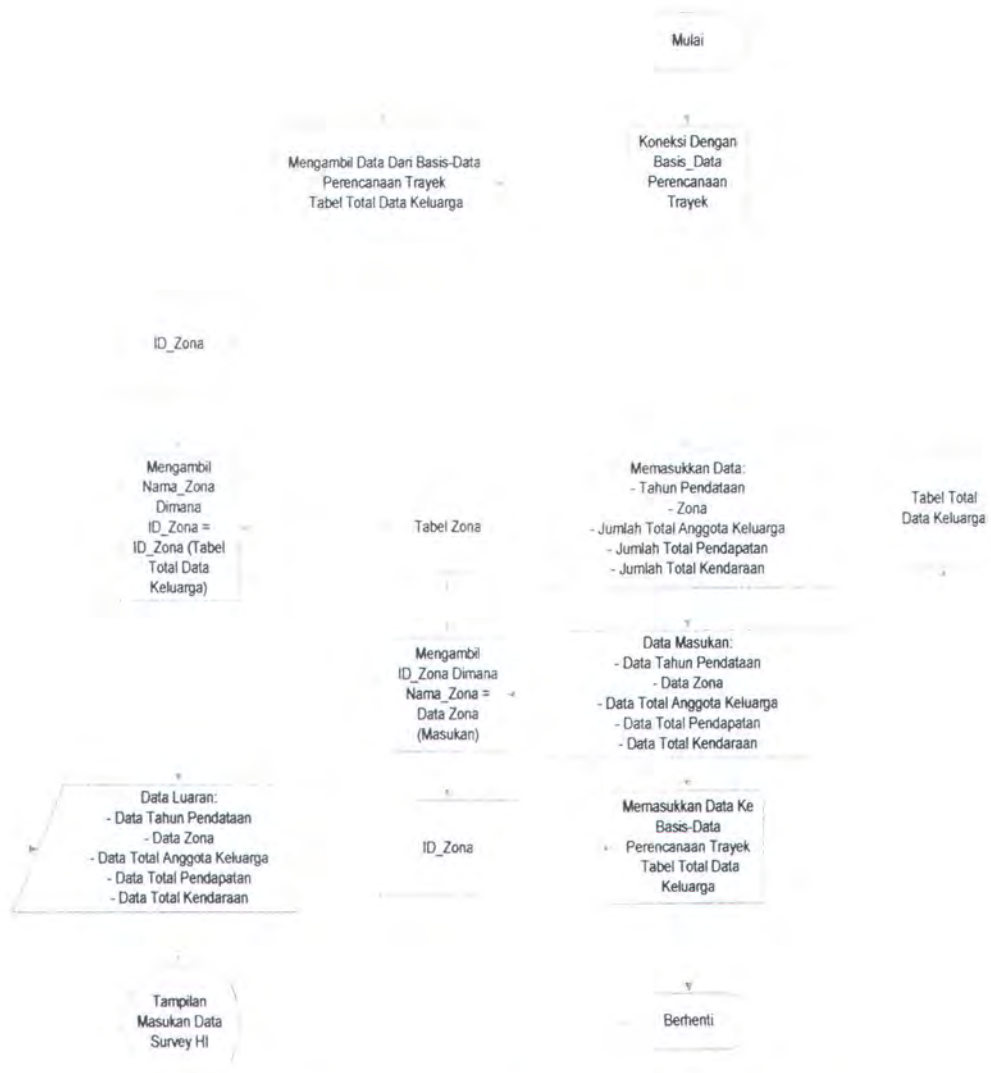 Mulai
Mengambil Data Dari Basis-Data
Perencanaan Trayek
Tabel Total Data Keluarga
Koneksi Dengan
Basis_Data
Perencanaan
Trayek
ID_Zona
Mengambil
Nama_Zona
Dimana
ID_Zona =
ID_Zona (Tabel
Total Data
Keluarga)
Tabel Zona
Memasukkan Data:
- Tahun Pendataan
- Zona
- Jumlah Total Anggota Keluarga
- Jumlah Total Pendapatan
- Jumlah Total Kendaraan
Tabel Total
Data Keluarga
Mengambil
ID_Zona Dimana
Nama_Zona =
Data Zona
(Masukan)
Data Masukan:
- Data Tahun Pendataan
- Data Zona
- Data Total Anggota Keluarga
- Data Total Pendapatan
- Data Total Kendaraan
Data Luaran:
- Data Tahun Pendataan
- Data Zona
- Data Total Anggota Keluarga
- Data Total Pendapatan
- Data Total Kendaraan
ID_Zona
Memasukkan Data Ke
Basis-Data
Perencanaan Trayek
Tabel Total Data
Keluarga
Tampilan
Masukan Data
Survey HI
Berhenti